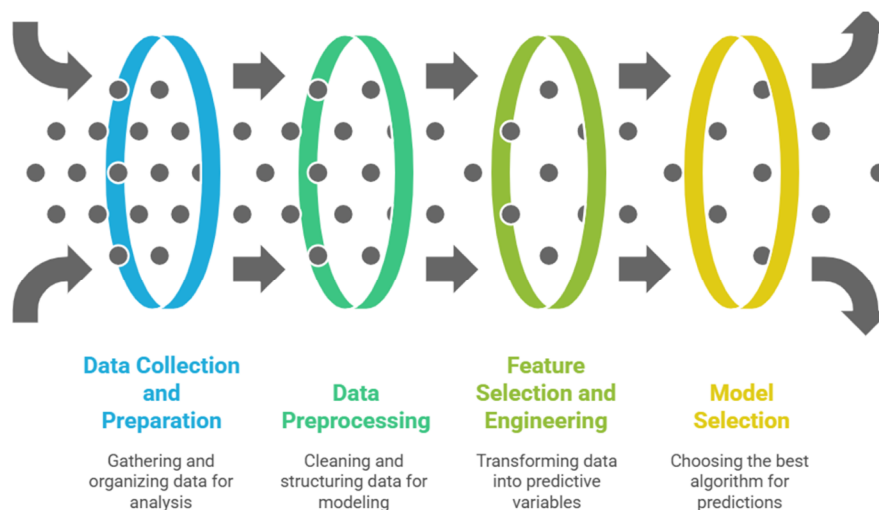 Data Collection
and
Preparation
Gathering and
organizing data for
analysis
Data
Preprocessing
Cleaning and
structuring data for
modeling
Feature
Selection and
Engineering
Transforming data
into predictive
variables
Model
Selection
Choosing the best
algorithm for
predictions